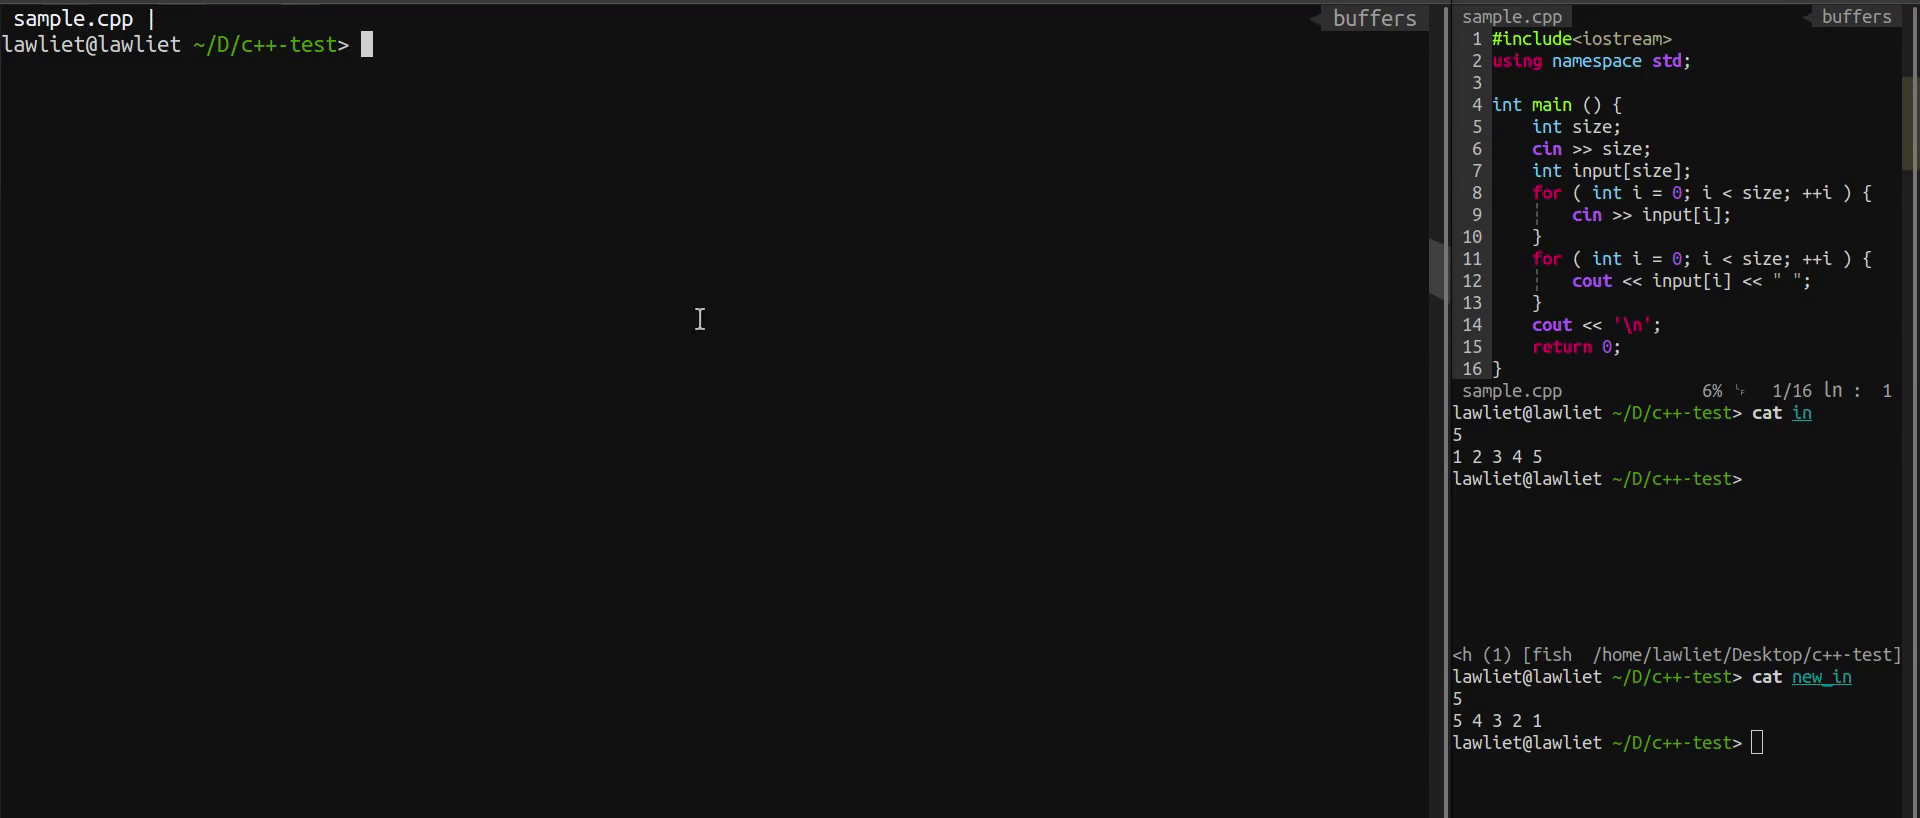 sample.cpp |
buffers
lawliet@lawliet ~/D/c++-test>
sample.cpp
buffers
1 #include<iostream>
2 using namespace std;
3
4 int main () {
5     int size;
6     cin >> size;
7     int input[size];
8     for ( int i = 0; i < size; ++i ) {
9         cin >> input[i];
10     }
11     for ( int i = 0; i < size; ++i ) {
12         cout << input[i] << " ";
13     }
14     cout << '\n';
15     return 0;
16 }
sample.cpp 6% ␊ 1/16 ln : 1
lawliet@lawliet ~/D/c++-test> cat in
5
1 2 3 4 5
lawliet@lawliet ~/D/c++-test>
<h (1) [fish /home/lawliet/Desktop/c++-test]
lawliet@lawliet ~/D/c++-test> cat new_in
5
5 4 3 2 1
lawliet@lawliet ~/D/c++-test>